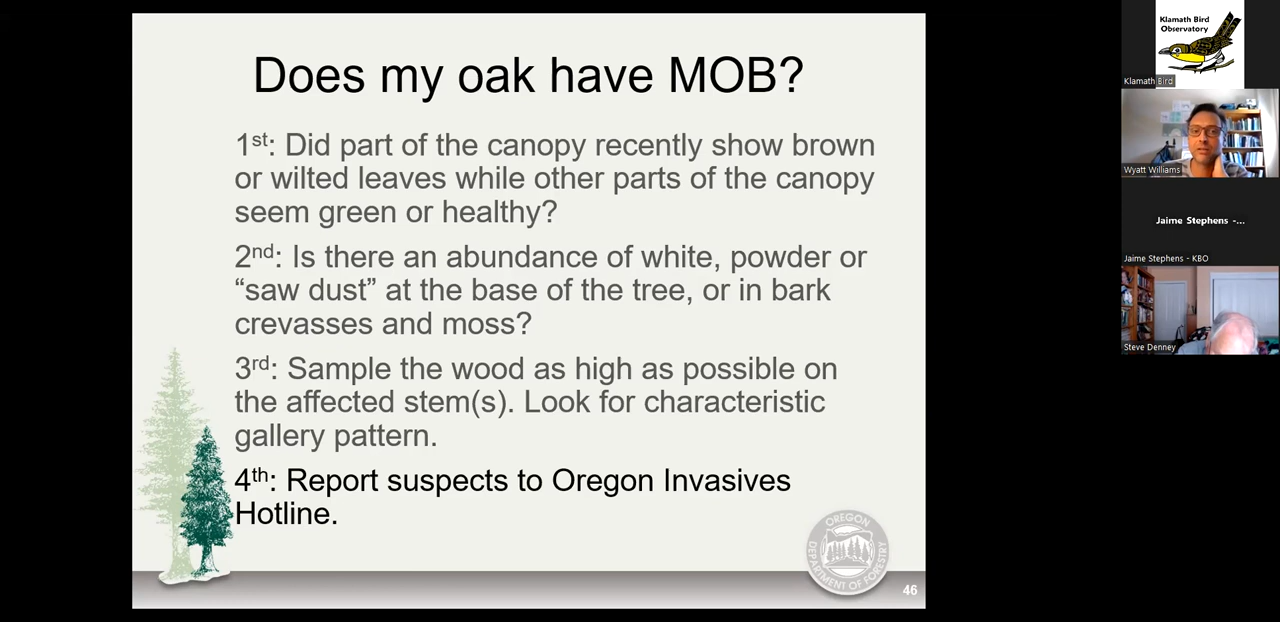 Does my oak have MOB?
1st: Did part of the canopy recently show brown
or wilted leaves while other parts of the canopy
seem green or healthy?
2nd: Is there an abundance of white, powder or
“saw dust” at the base of the tree, or in bark
crevasses and moss?
3rd: Sample the wood as high as possible on
the affected stem(s). Look for characteristic
gallery pattern.
4th: Report suspects to Oregon Invasives
Hotline.
OREGON
DEPARTMENT OF FORESTRY
46
Klamath Bird
Observatory
Klamath Bird
Wyatt Williams
Jaime Stephens -...
Jaime Stephens - KBO
Steve Denney